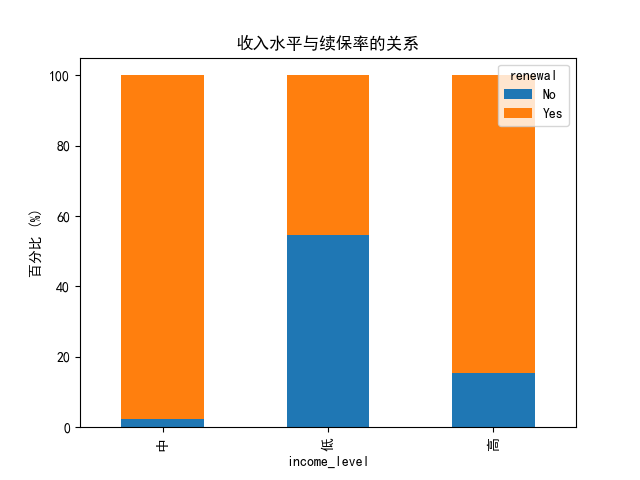 收入水平与续保率的关系
renewal
No
Yes
百分比 (%)
100
80
60
40
20
0
中
低
高
income_level